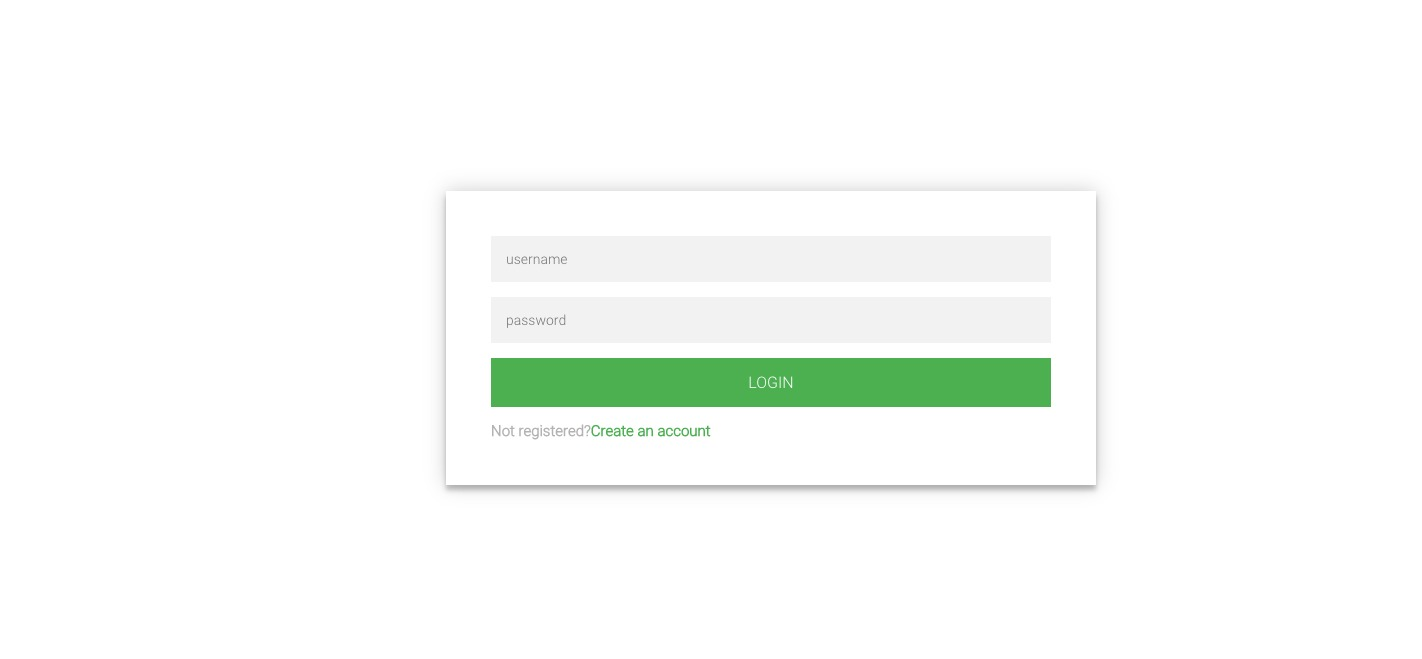 username
password
LOGIN
Not registered?Create an account